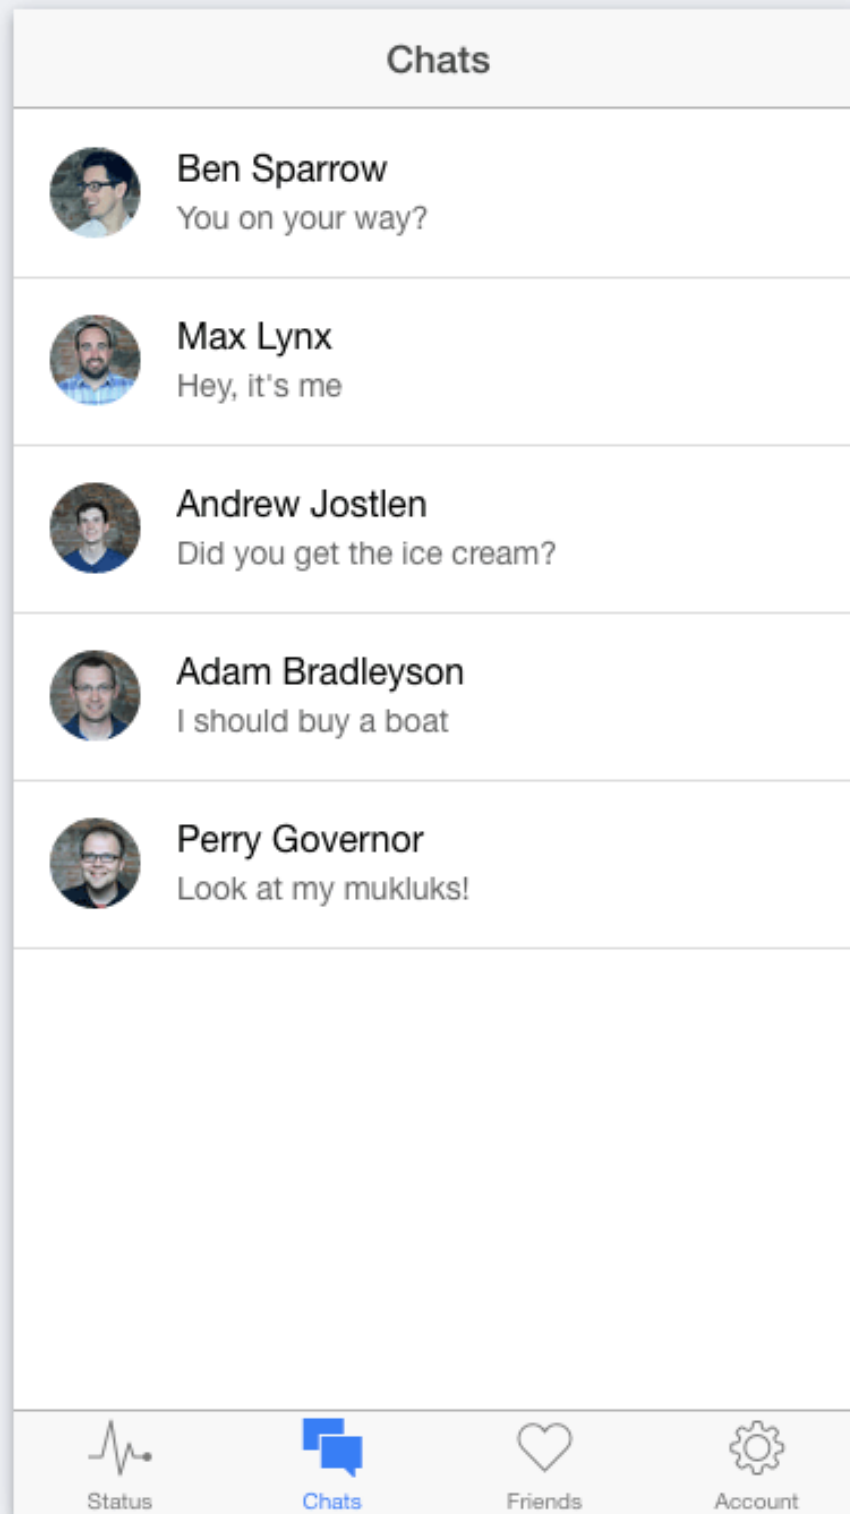 Chats
Ben Sparrow
You on your way?
Max Lynx
Hey, it's me
Andrew Jostlen
Did you get the ice cream?
Adam Bradleyson
I should buy a boat
Perry Governor
Look at my mukluks!
Status Chats Friends Account